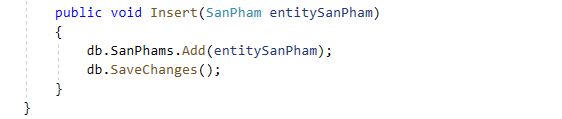 public void Insert(SanPham entitySanPham)
{
db.SanPhams.Add(entitySanPham);
db.SaveChanges();
}
}